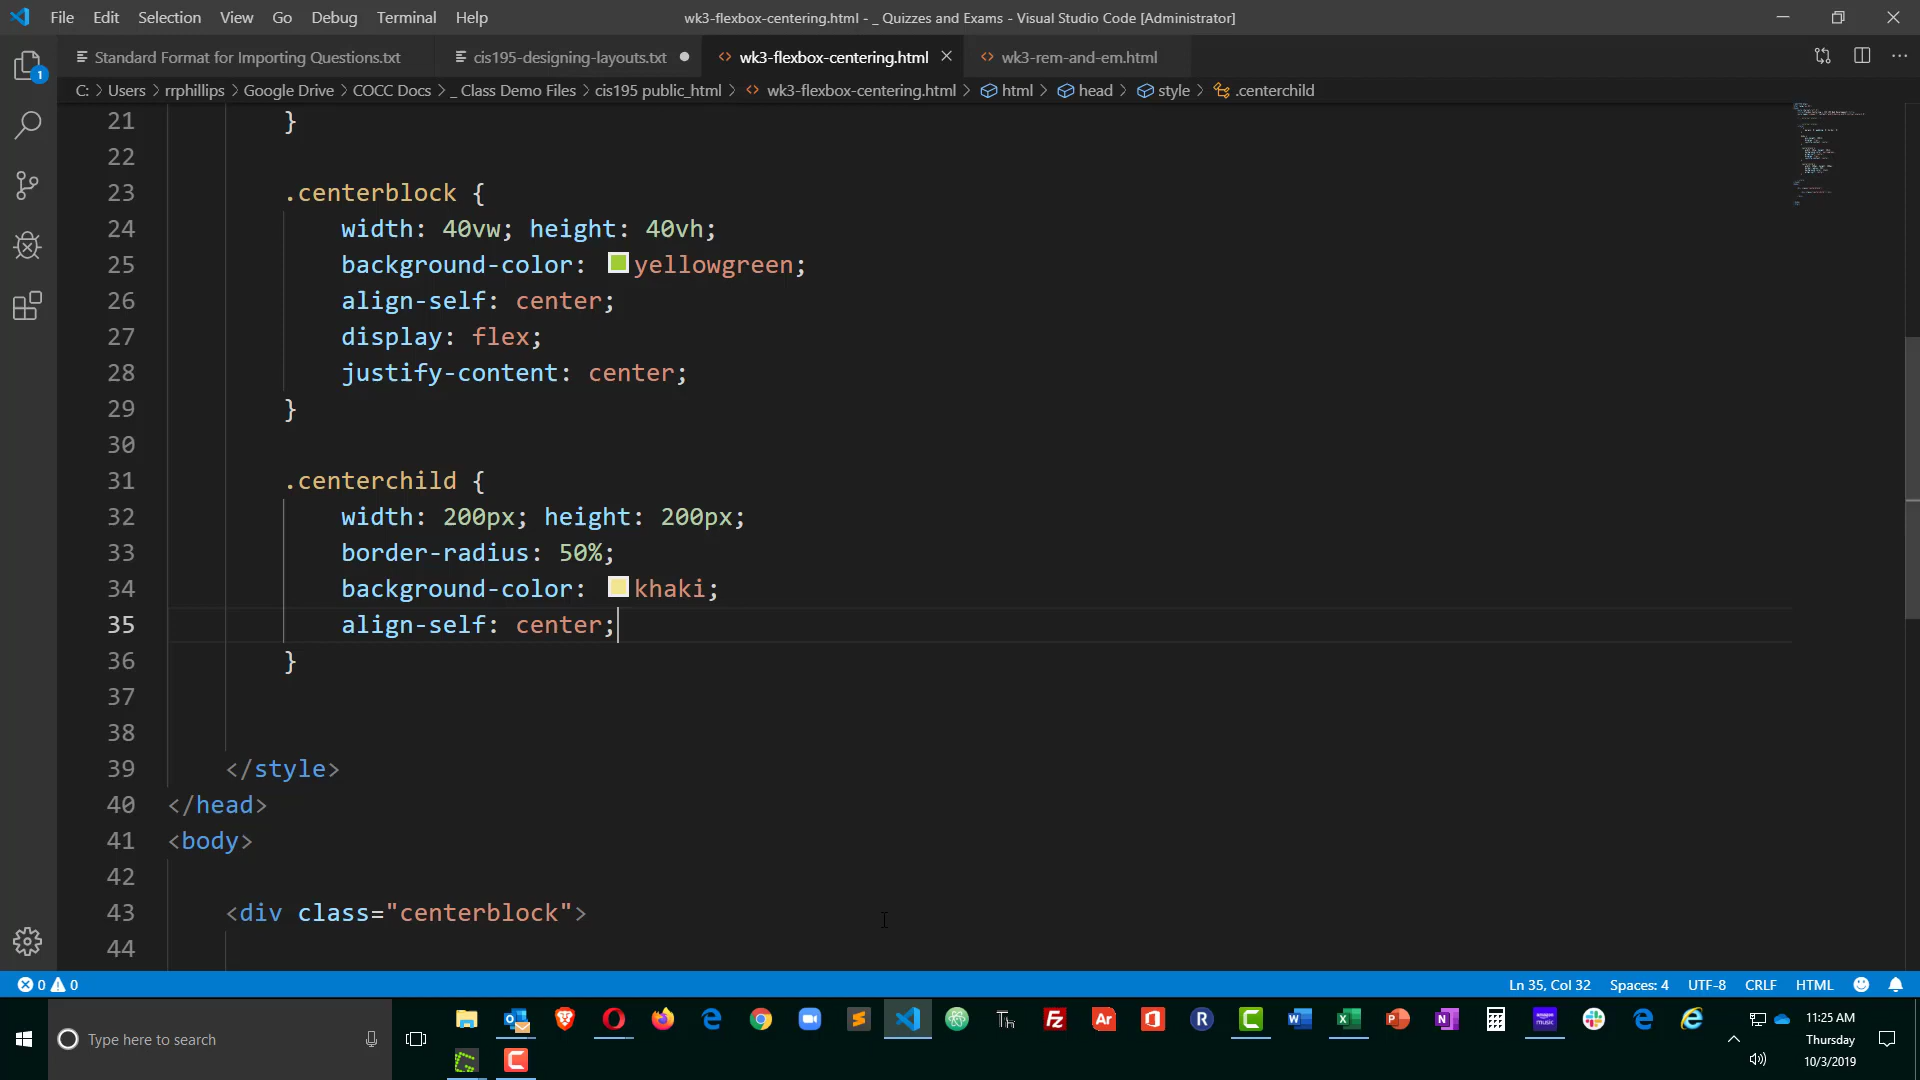 File Edit Selection View Go Debug Terminal Help
wk3-flexbox-centering.html - _ Quizzes and Exams - Visual Studio Code [Administrator]
Standard Format for Importing Questions.txt
cis195-designing-layouts.txt
wk3-flexbox-centering.html
wk3-rem-and-em.html
C: > Users > rrphillips > Google Drive > COCC Docs > _ Class Demo Files > cis195 public_html > wk3-flexbox-centering.html > html > head > style > .centerchild
1
21 }
22
23 .centerblock {
24 width: 40vw; height: 40vh;
25 background-color: yellowgreen;
26 align-self: center;
27 display: flex;
28 justify-content: center;
29 }
30
31 .centerchild {
32 width: 200px; height: 200px;
33 border-radius: 50%;
34 background-color: khaki;
35 align-self: center;
36 }
37
38
39 </style>
40 </head>
41 <body>
42
43 <div class="centerblock">
44
0 0
Ln 35, Col 32 Spaces: 4 UTF-8 CRLF HTML
Type here to search
11:25 AM
Thursday
10/3/2019